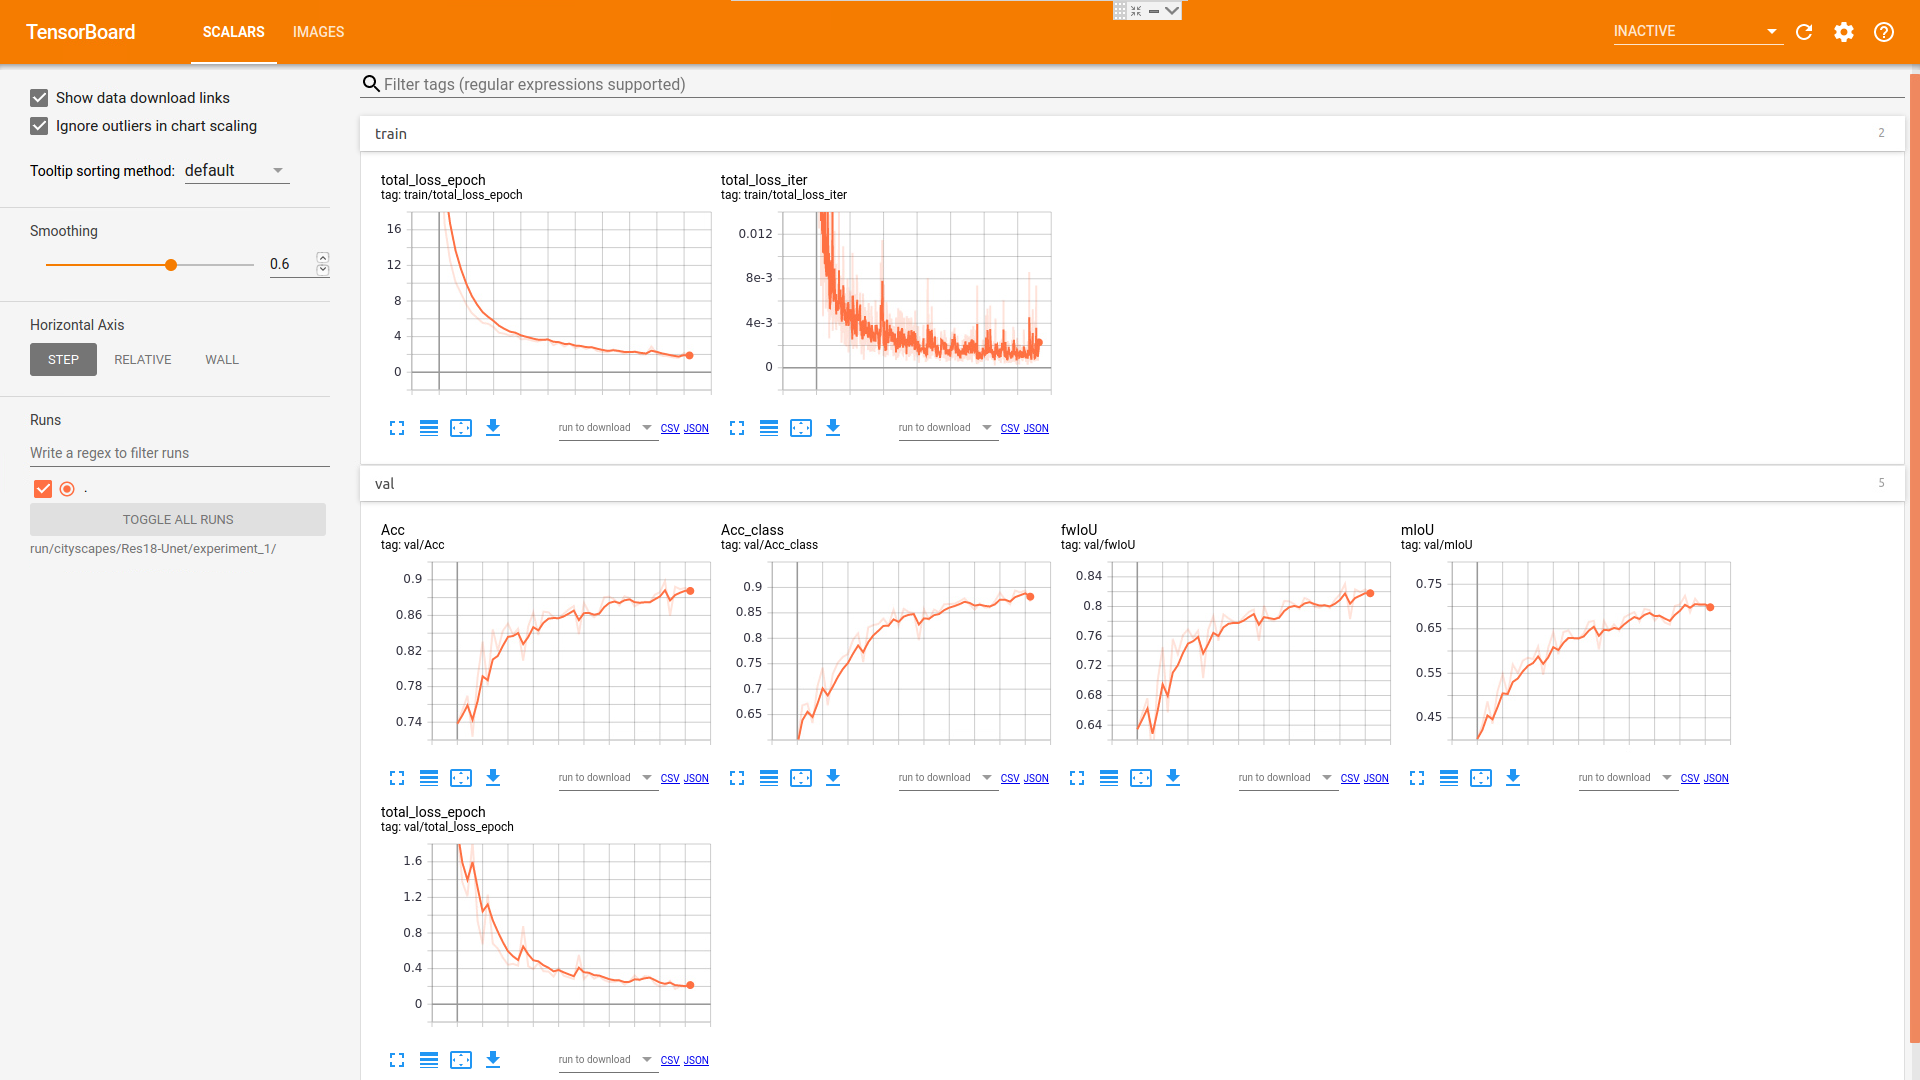 TensorBoard
SCALARS
IMAGES
INACTIVE
Show data download links
Ignore outliers in chart scaling
Tooltip sorting method: default
Smoothing
0.6
Horizontal Axis
STEP
RELATIVE
WALL
Runs
Write a regex to filter runs
.
TOGGLE ALL RUNS
run/cityscapes/Res18-Unet/experiment_1/
Filter tags (regular expressions supported)
train
2
total_loss_epoch
tag: train/total_loss_epoch
16
12
8
4
0
run to download
CSV JSON
total_loss_iter
tag: train/total_loss_iter
0.012
8e-3
4e-3
0
run to download
CSV JSON
val
5
Acc
tag: val/Acc
0.9
0.86
0.82
0.78
0.74
run to download
CSV JSON
Acc_class
tag: val/Acc_class
0.9
0.85
0.8
0.75
0.7
0.65
run to download
CSV JSON
fwIoU
tag: val/fwIoU
0.84
0.8
0.76
0.72
0.68
0.64
run to download
CSV JSON
mIoU
tag: val/mIoU
0.75
0.65
0.55
0.45
run to download
CSV JSON
total_loss_epoch
tag: val/total_loss_epoch
1.6
1.2
0.8
0.4
0
run to download
CSV JSON